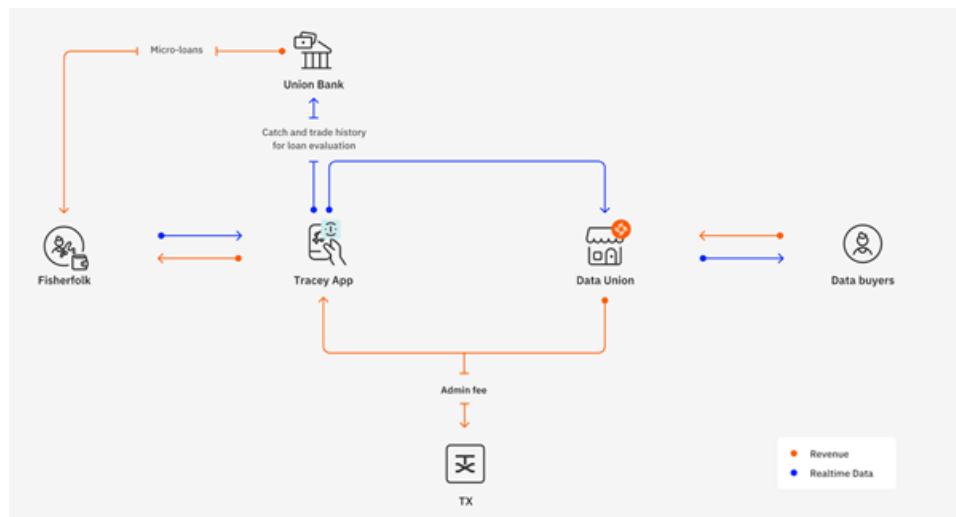 Micro-loans
Union Bank
Catch and trade history
for loan evaluation
Fisherfolk
Tracey App
Data Union
Data buyers
Admin fee
TX
Revenue
Realtime Data